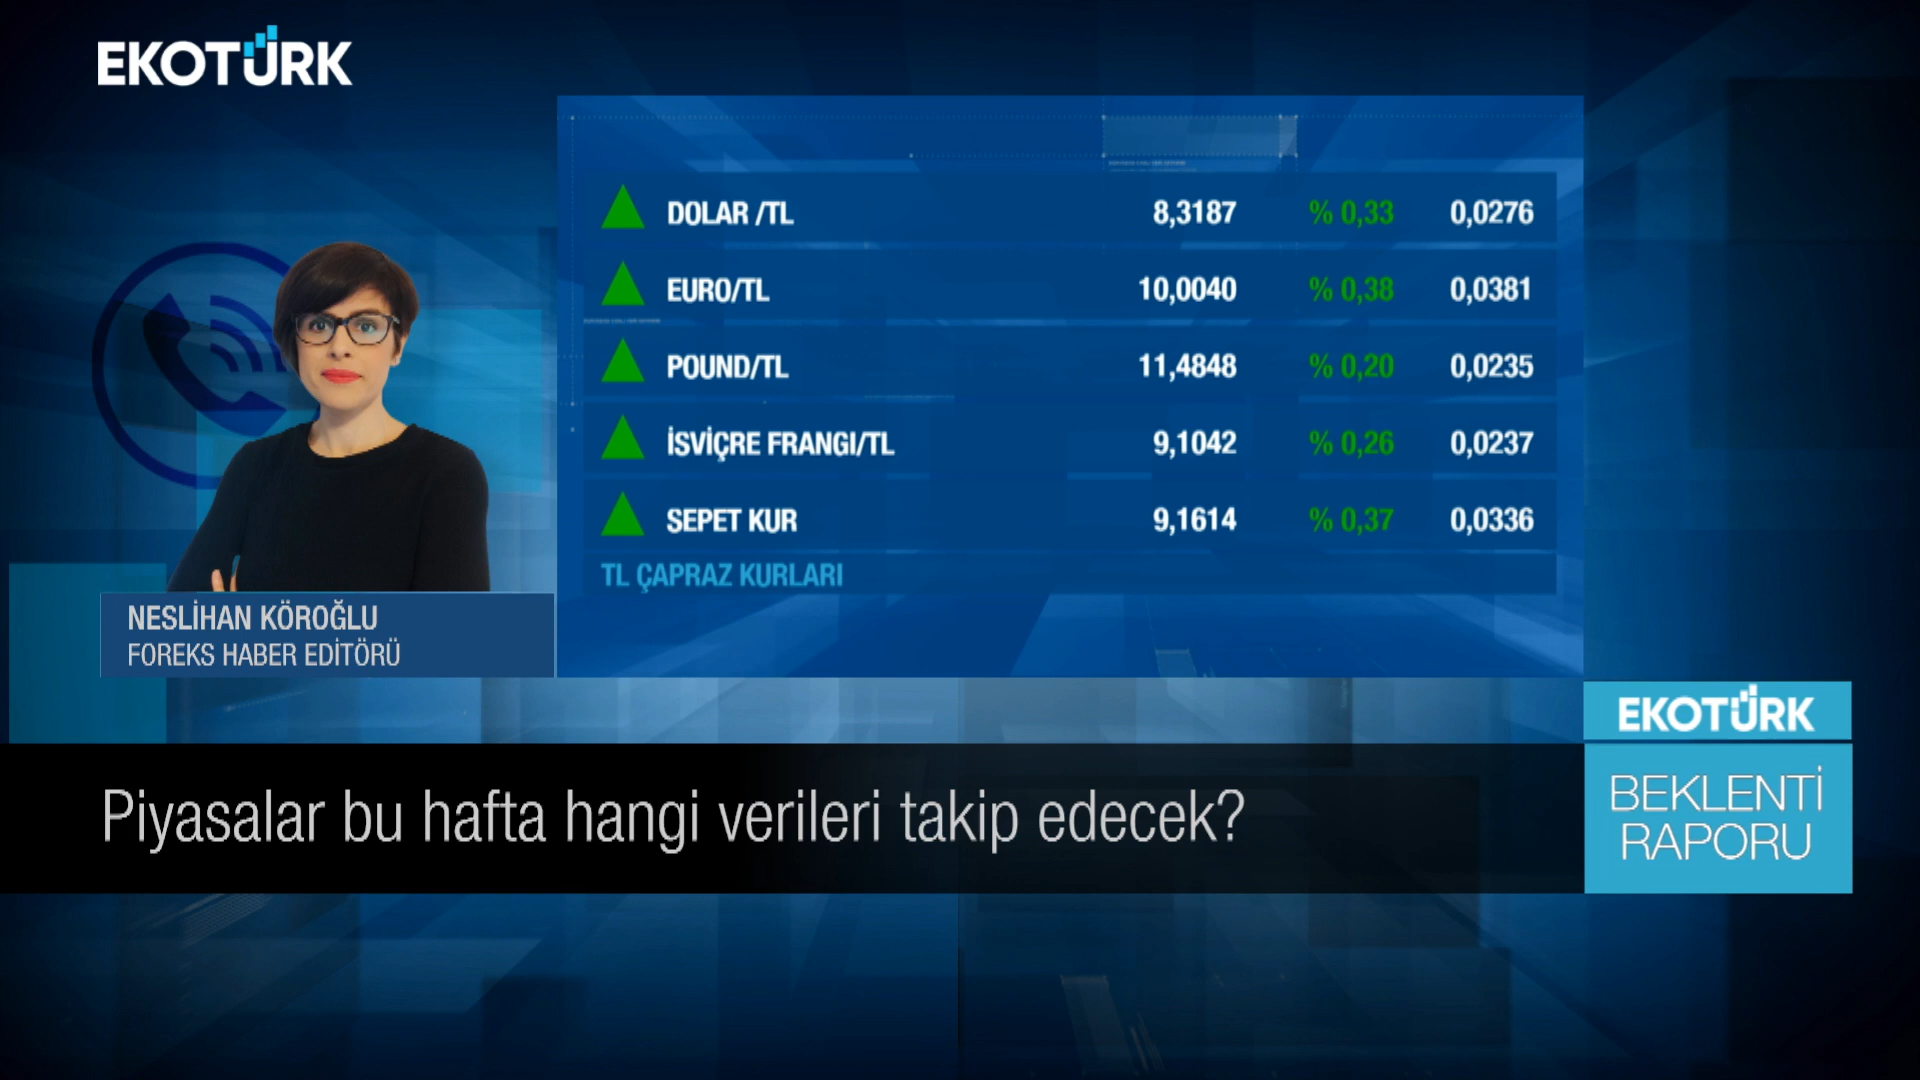 EKOTÜRK
DOLAR /TL 8,3187 % 0,33 0,0276
EURO/TL 10,0040 % 0,38 0,0381
POUND/TL 11,4848 % 0,20 0,0235
İSVİÇRE FRANGI/TL 9,1042 % 0,26 0,0237
SEPET KUR 9,1614 % 0,37 0,0336
TL ÇAPRAZ KURLARI
NESLİHAN KÖROĞLU
FOREKS HABER EDİTÖRÜ
EKOTÜRK
Piyasalar bu hafta hangi verileri takip edecek?
BEKLENTİ
RAPORU